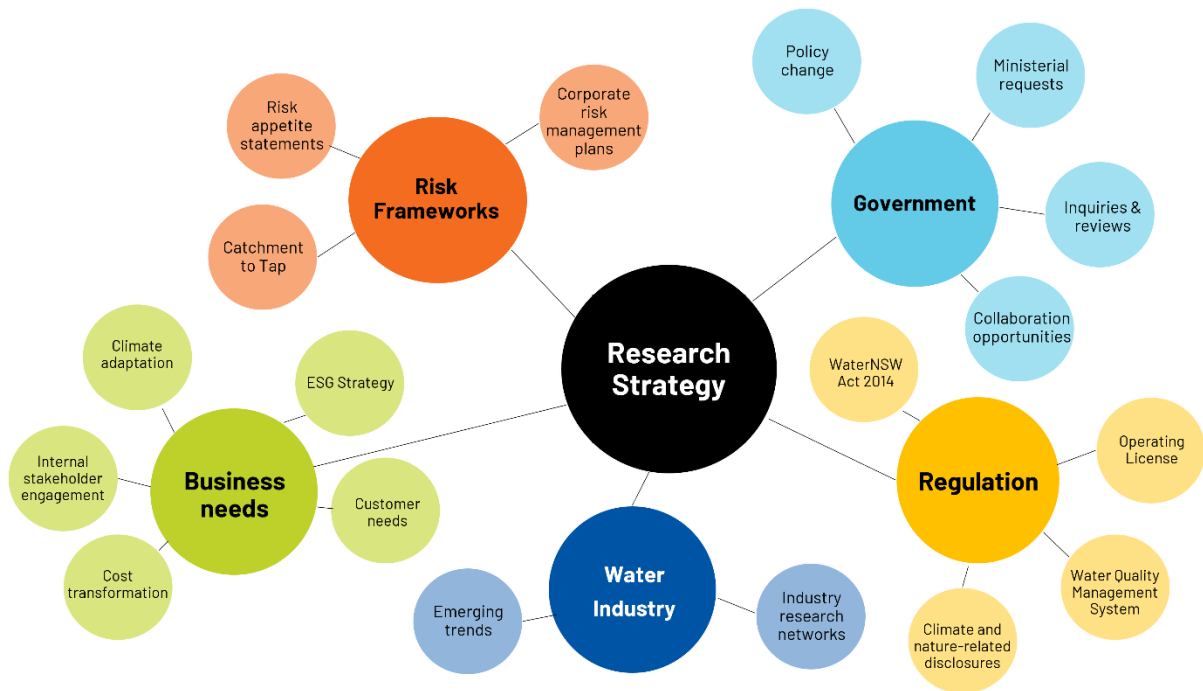 Policy
change
Ministerial
requests
Risk
appetite
statements
Corporate
risk
management
plans
Risk
Frameworks
Government
Inquiries &
reviews
Catchment
to Tap
Collaboration
opportunities
Climate
adaptation
ESG Strategy
Research
Strategy
WaterNSW
Act 2014
Internal
stakeholder
engagement
Business
needs
Customer
needs
Regulation
Operating
License
Cost
transformation
Water
Industry
Emerging
trends
Industry
research
networks
Water Quality
Management
System
Climate and
nature-related
disclosures